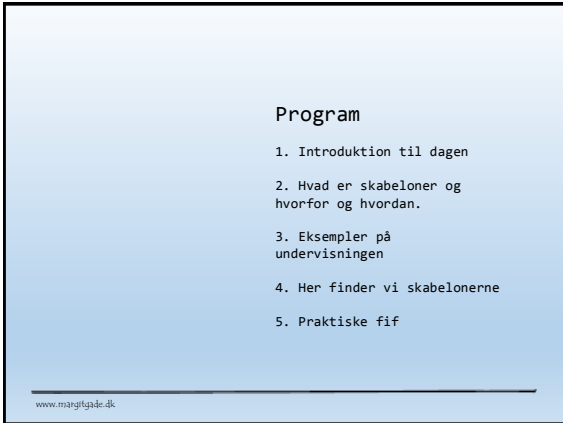 Program
1. Introduktion til dagen
2. Hvad er skabeloner og
hvorfor og hvordan.
3. Eksempler på
undervisningen
4. Her finder vi skabelonerne
5. Praktiske fif
www.margitgade.dk